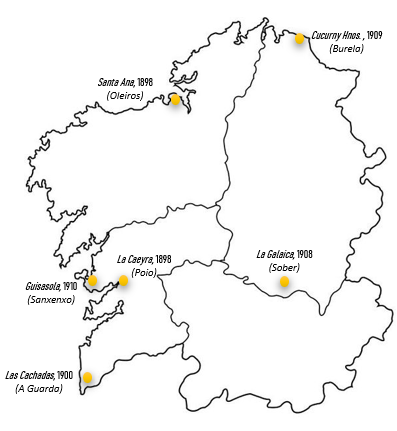 Cucurny Hnos. , 1909
(Burela)
Santa Ana, 1898
(Oleiros)
La Caeyra, 1898
(Poio)
La Galaica, 1908
(Sober)
Guisasola, 1910
(Sanxenxo)
Las Cachadas, 1900
(A Guarda)